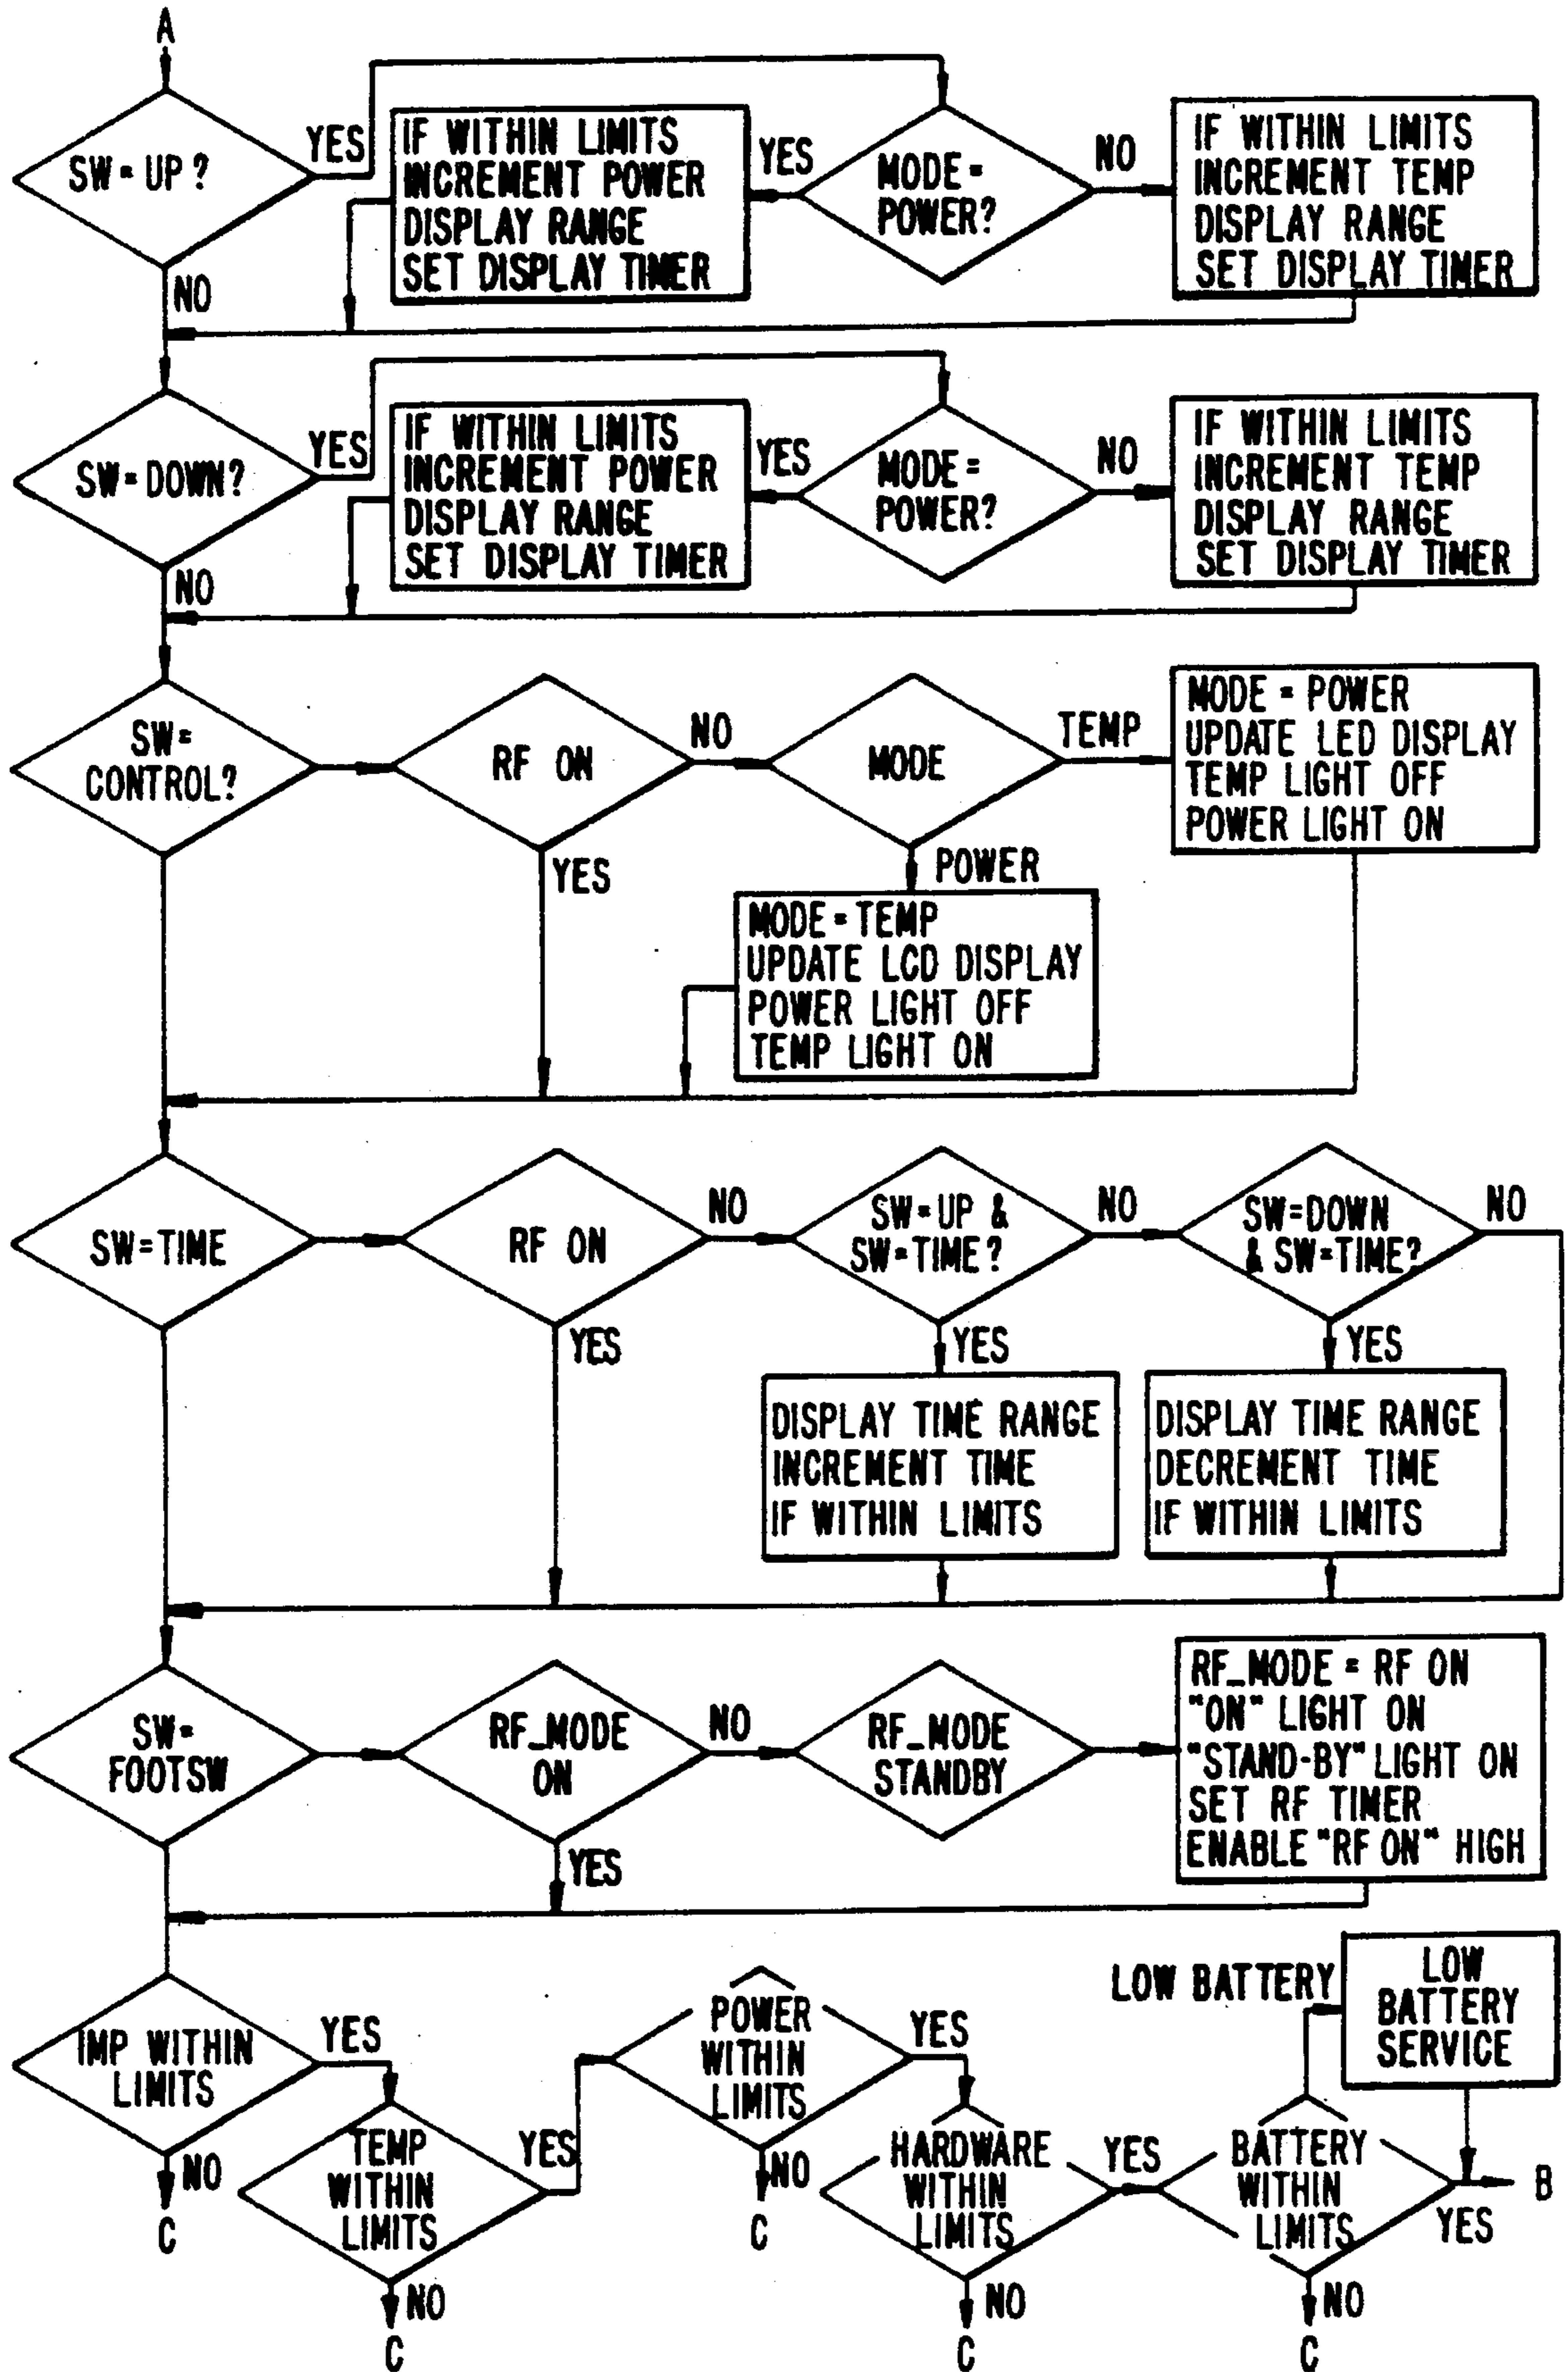 A
SW = UP ?
YES
IF WITHIN LIMITS
INCREMENT POWER
DISPLAY RANGE
SET DISPLAY TIMER
YES
MODE =
POWER?
NO
IF WITHIN LIMITS
INCREMENT TEMP
DISPLAY RANGE
SET DISPLAY TIMER
NO
SW = DOWN?
YES
IF WITHIN LIMITS
INCREMENT POWER
DISPLAY RANGE
SET DISPLAY TIMER
YES
MODE =
POWER?
NO
IF WITHIN LIMITS
INCREMENT TEMP
DISPLAY RANGE
SET DISPLAY TIMER
NO
SW =
CONTROL?
RF ON
NO
MODE
TEMP
MODE = POWER
UPDATE LED DISPLAY
TEMP LIGHT OFF
POWER LIGHT ON
YES
POWER
MODE = TEMP
UPDATE LCD DISPLAY
POWER LIGHT OFF
TEMP LIGHT ON
SW = TIME
RF ON
NO
SW = UP &
SW = TIME?
NO
SW = DOWN
& SW = TIME?
NO
YES
YES
YES
DISPLAY TIME RANGE
INCREMENT TIME
IF WITHIN LIMITS
DISPLAY TIME RANGE
DECREMENT TIME
IF WITHIN LIMITS
SW =
FOOTSW
RF_MODE
ON
NO
RF_MODE
STANDBY
RF_MODE = RF ON
"ON" LIGHT ON
"STAND-BY" LIGHT ON
SET RF TIMER
ENABLE "RF ON" HIGH
YES
IMP WITHIN
LIMITS
YES
NO
C
TEMP
WITHIN
LIMITS
YES
NO
C
POWER
WITHIN
LIMITS
YES
NO
C
HARDWARE
WITHIN
LIMITS
YES
NO
C
BATTERY
WITHIN
LIMITS
LOW BATTERY
LOW
BATTERY
SERVICE
YES
B
NO
C